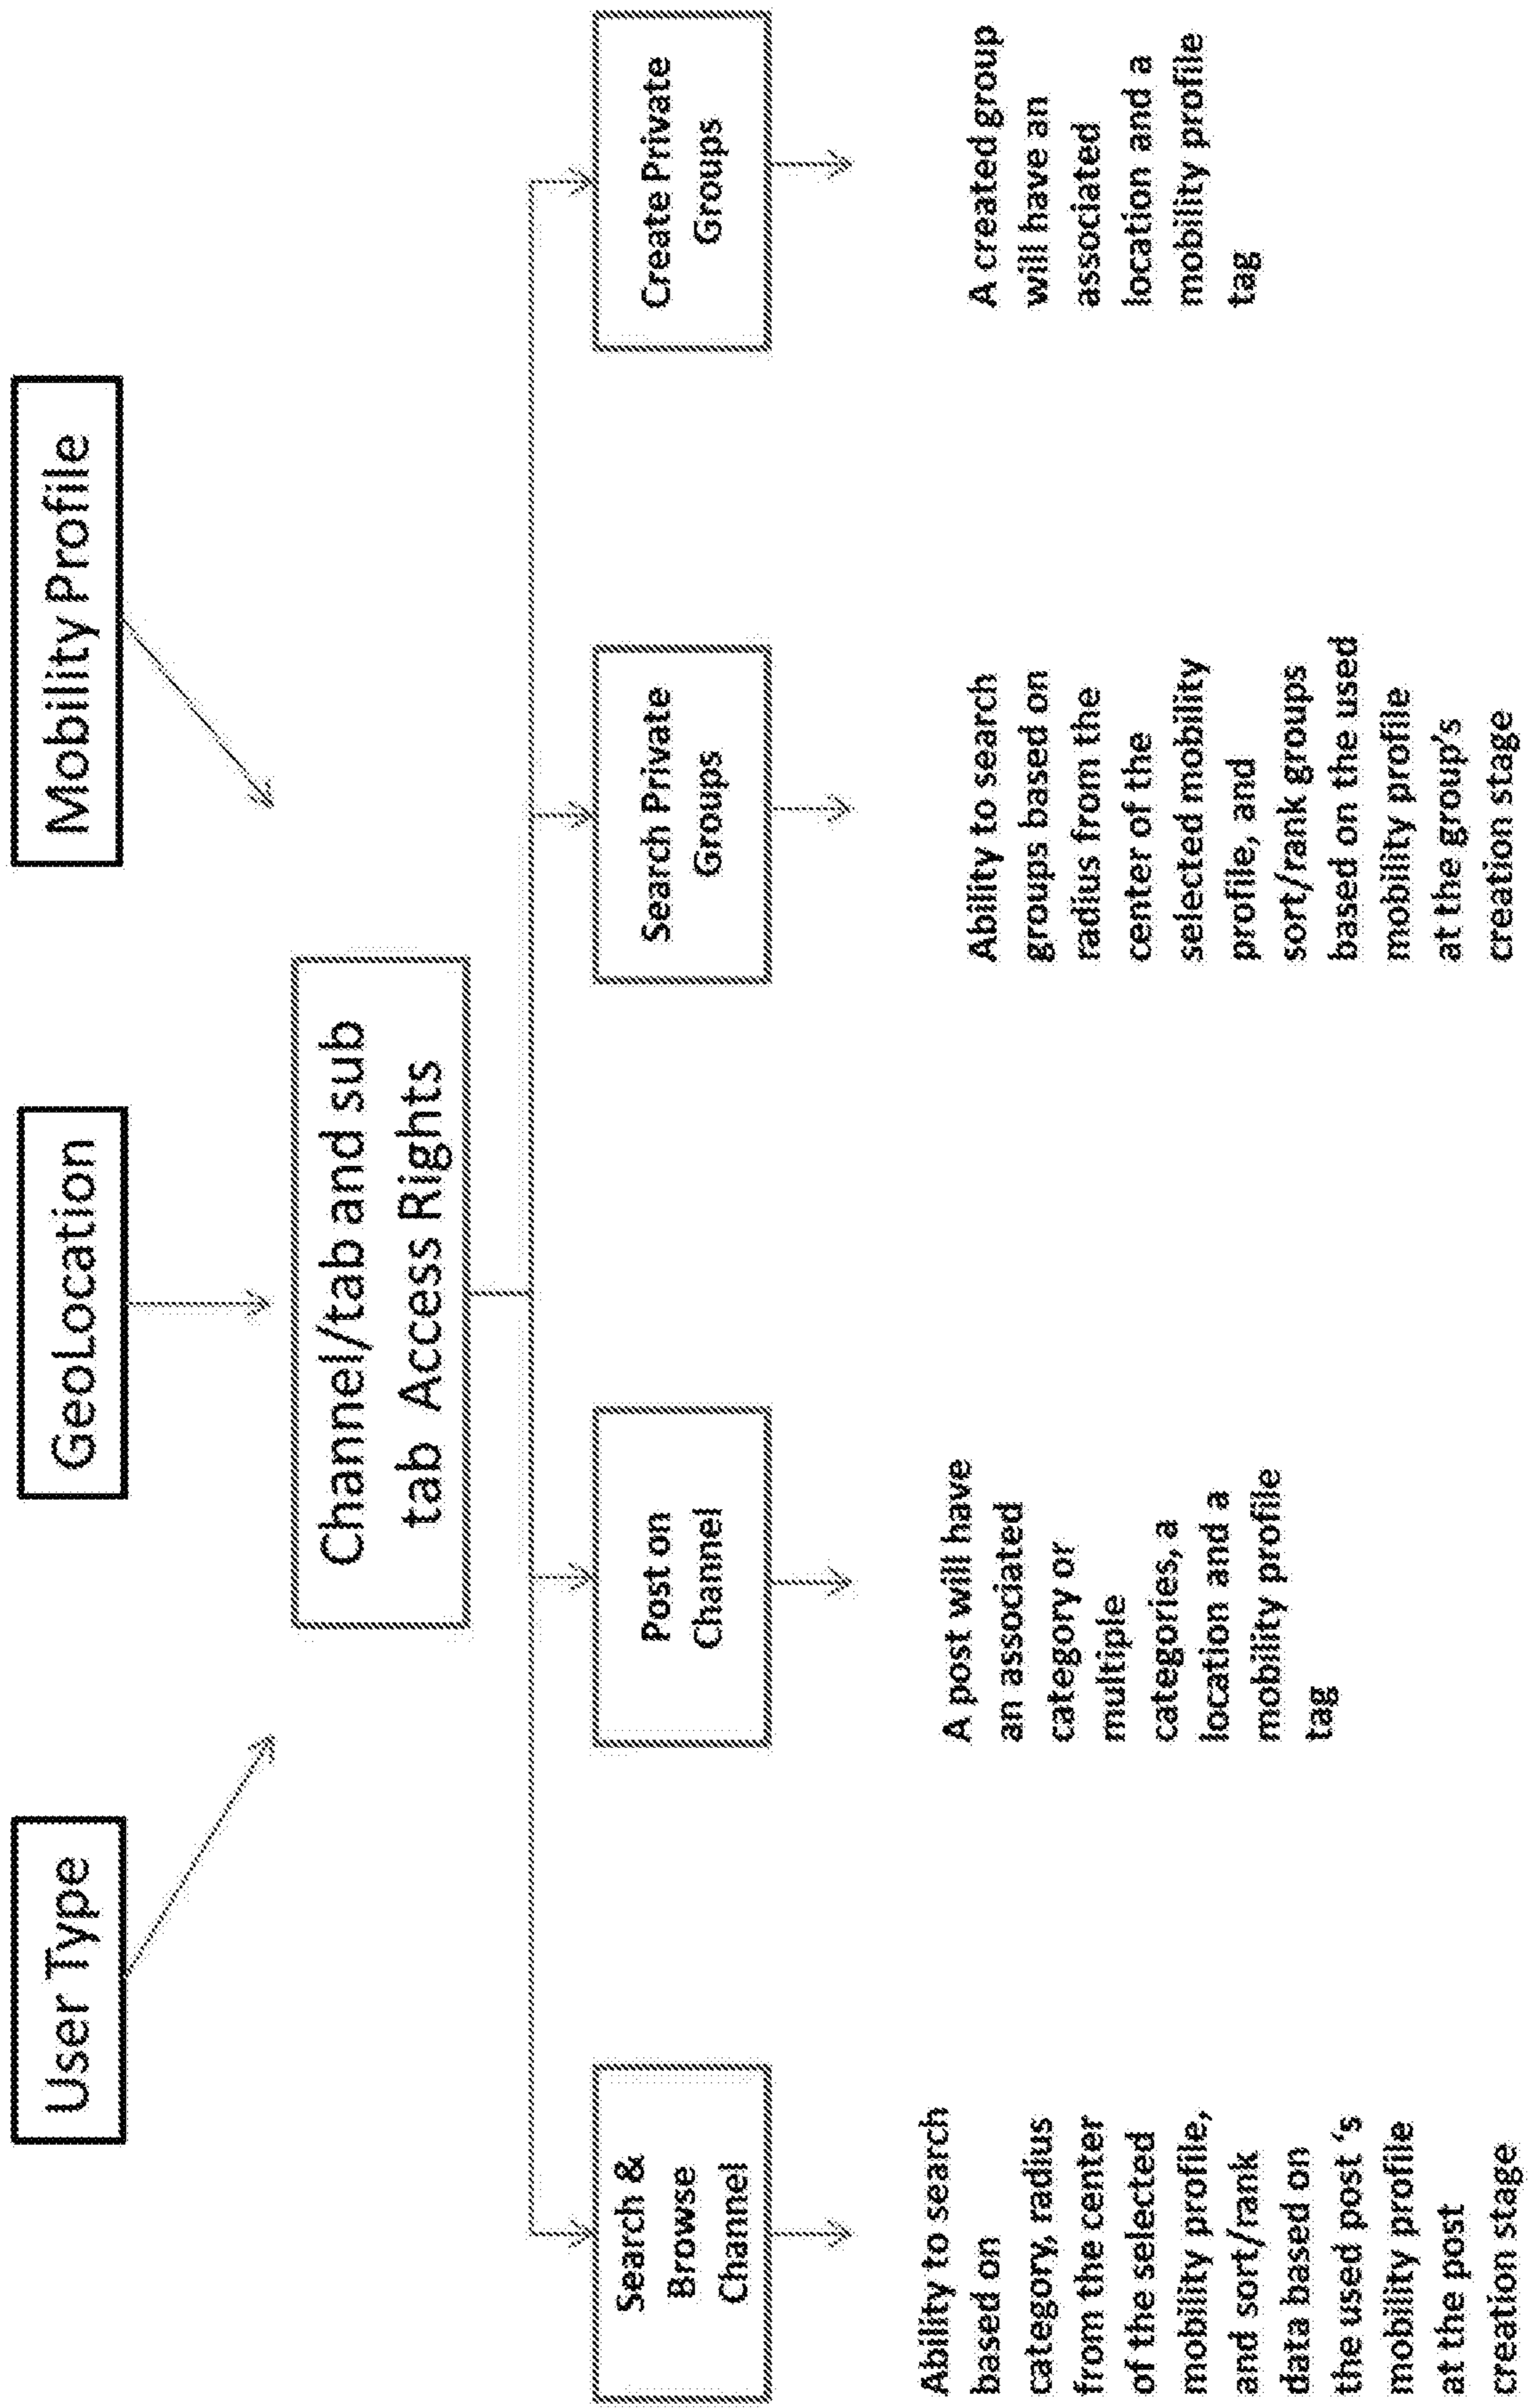 User Type
GeoLocation
Mobility Profile
Channel/tab and sub
tab Access Rights
Search &
Browse
Channel
Post on
Channel
Search Private
Groups
Create Private
Groups
Ability to search
based on
category, radius
from the center
of the selected
mobility profile,
and sort/rank
data based on
the used post 's
mobility profile
at the post
creation stage
A post will have
an associated
category or
multiple
categories, a
location and a
mobility profile
tag
Ability to search
groups based on
radius from the
center of the
selected mobility
profile, and
sort/rank groups
based on the used
mobility profile
at the group's
creation stage
A created group
will have an
associated
location and a
mobility profile
tag